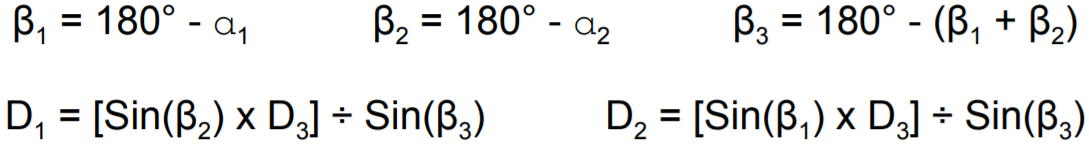 β₁ = 180° - α₁ β₂ = 180° - α₂ β₃ = 180° - (β₁ + β₂)
D₁ = [Sin(β₂) x D₃] ÷ Sin(β₃) D₂ = [Sin(β₁) x D₃] ÷ Sin(β₃)